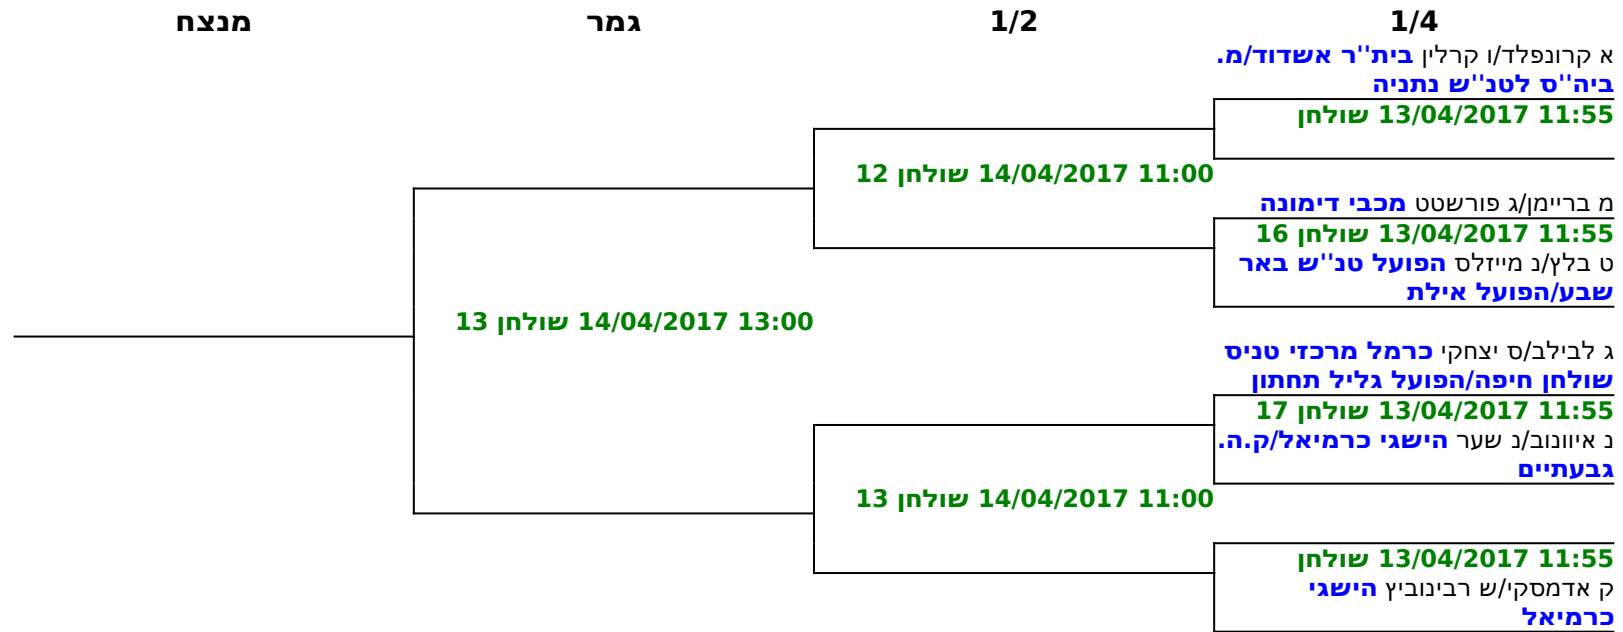 1/4
1/2
גמר
מנצח
א קרונפלד/ו קרלין בית''ר אשדוד/מ.
ביה''ס לטנ''ש נתניה
13/04/2017 11:55 שולחן
14/04/2017 11:00 שולחן 12
מ בריימן/ג פורשטט מכבי דימונה
13/04/2017 11:55 שולחן 16
ט בלץ/נ מייזלס הפועל טנ''ש באר
שבע/הפועל אילת
14/04/2017 13:00 שולחן 13
ג לבילב/ס יצחקי כרמל מרכזי טניס
שולחן חיפה/הפועל גליל תחתון
13/04/2017 11:55 שולחן 17
נ איוונוב/נ שער הישגי כרמיאל/ק.ה.
גבעתיים
14/04/2017 11:00 שולחן 13
13/04/2017 11:55 שולחן
ק אדמסקי/ש רבינוביץ הישגי
כרמיאל